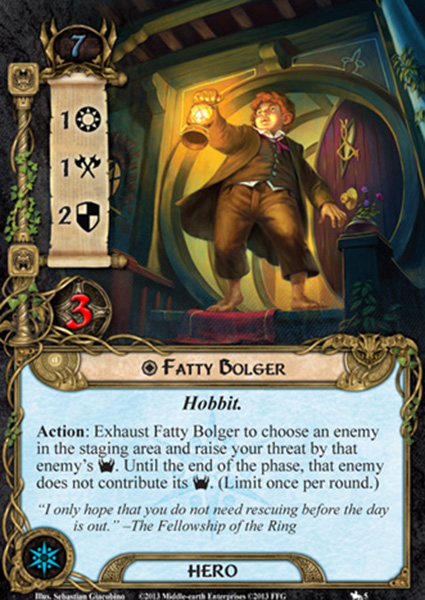 7
1
1
2
3
Fatty Bolger
Hobbit.
Action: Exhaust Fatty Bolger to choose an enemy
in the staging area and raise your threat by that
enemy's . Until the end of the phase, that enemy
does not contribute its . (Limit once per round.)
“I only hope that you do not need rescuing before the day
is out.” –The Fellowship of the Ring
HERO
Illus. Sebastian Giacobino ©2013 Middle-earth Enterprises ©2013 FFG 5